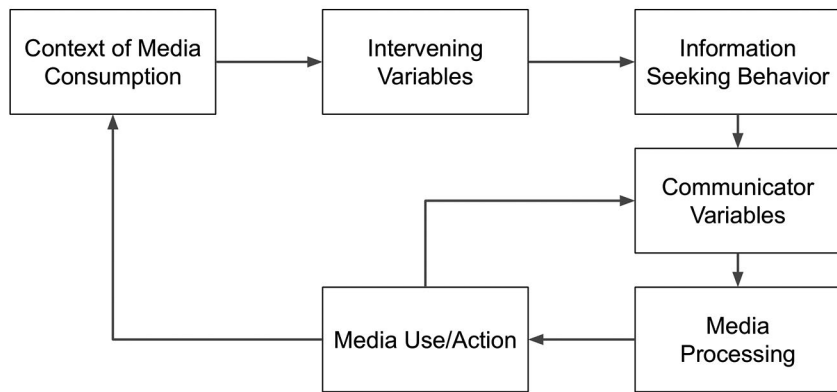 Context of Media
Consumption
Intervening
Variables
Information
Seeking Behavior
Communicator
Variables
Media Use/Action
Media
Processing